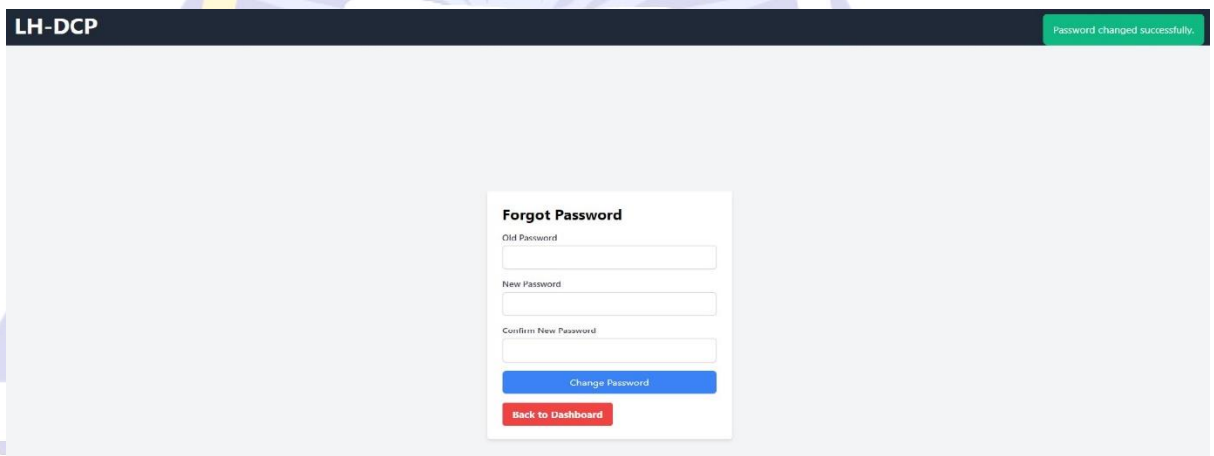 LH-DCP
Password changed successfully.
Forgot Password
Old Password
New Password
Confirm New Password
Change Password
Back to Dashboard